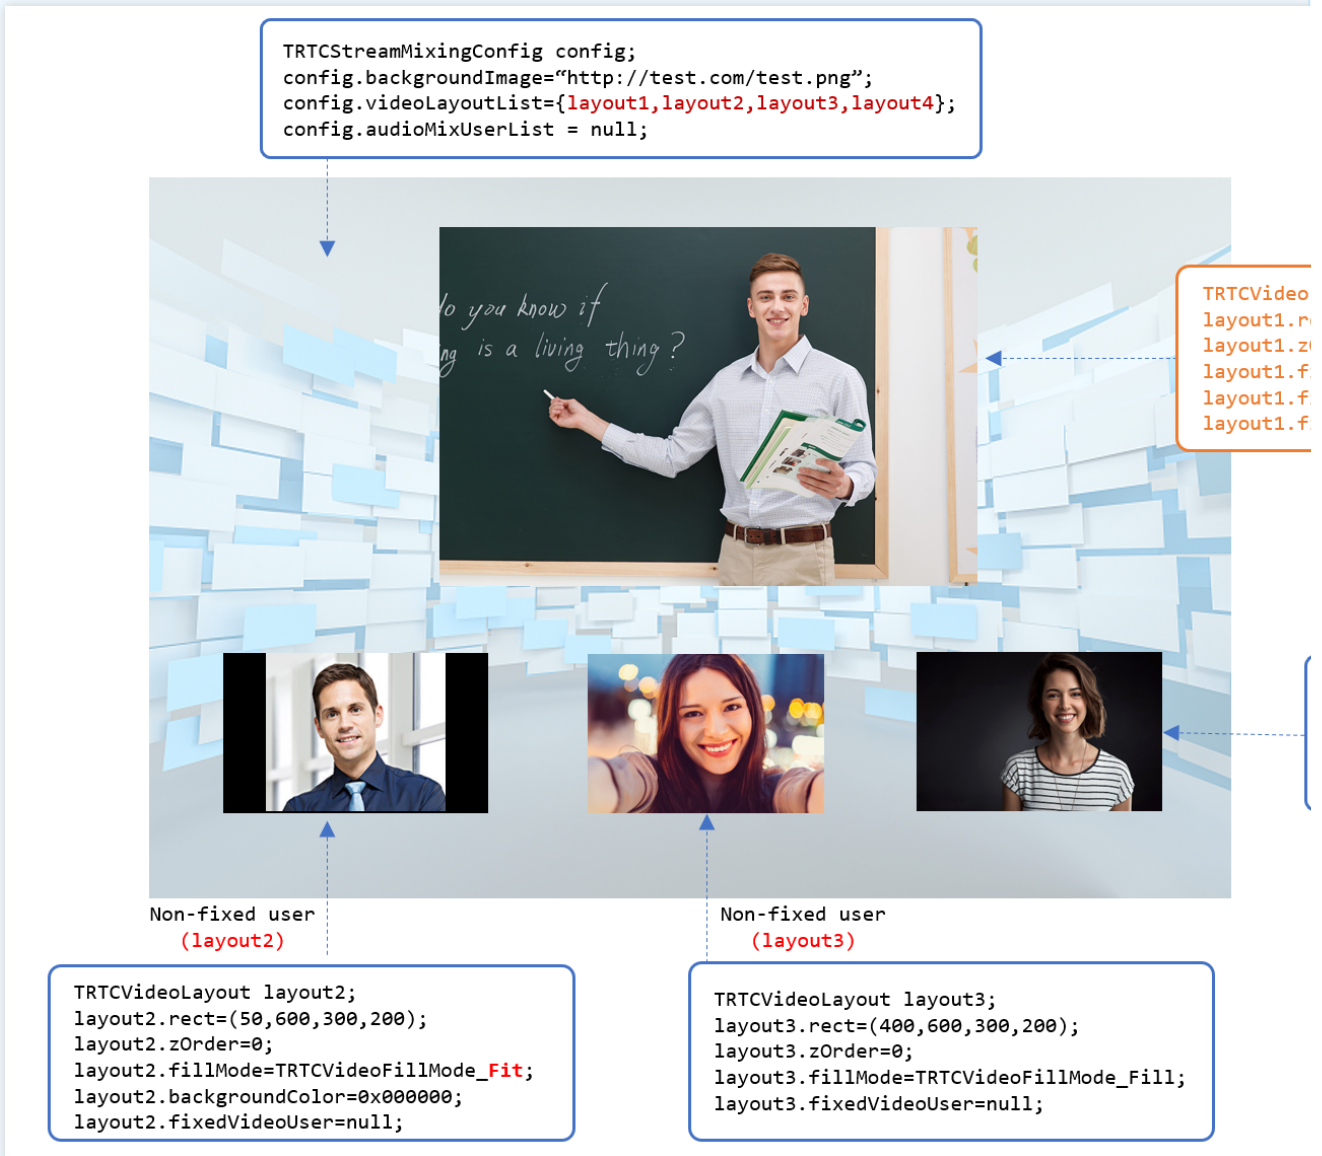 TRTCStreamMixingConfig config;
config.backgroundImage=“http://test.com/test.png”;
config.videoLayoutList={layout1,layout2,layout3,layout4};
config.audioMixUserList = null;
do you know if
is a living thing?
TRTCVideo
layout1.r
layout1.z
layout1.f
layout1.f
layout1.f
Non-fixed user
(layout2)
Non-fixed user
(layout3)
TRTCVideoLayout layout2;
layout2.rect=(50,600,300,200);
layout2.zOrder=0;
layout2.fillMode=TRTCVideoFillMode_Fit;
layout2.backgroundColor=0x000000;
layout2.fixedVideoUser=null;
TRTCVideoLayout layout3;
layout3.rect=(400,600,300,200);
layout3.zOrder=0;
layout3.fillMode=TRTCVideoFillMode_Fill;
layout3.fixedVideoUser=null;